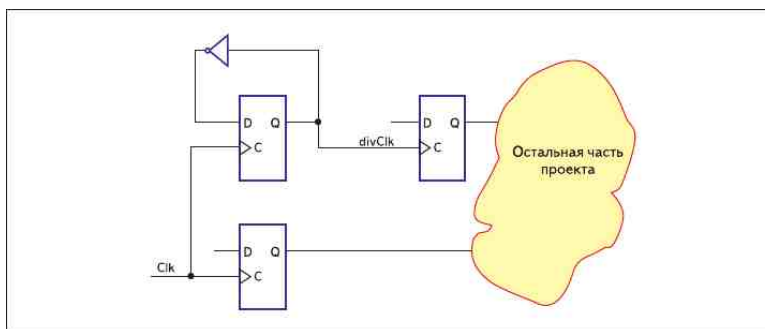 D Q
C
D Q
C
divClk
Остальная часть
проекта
D Q
C
Clk